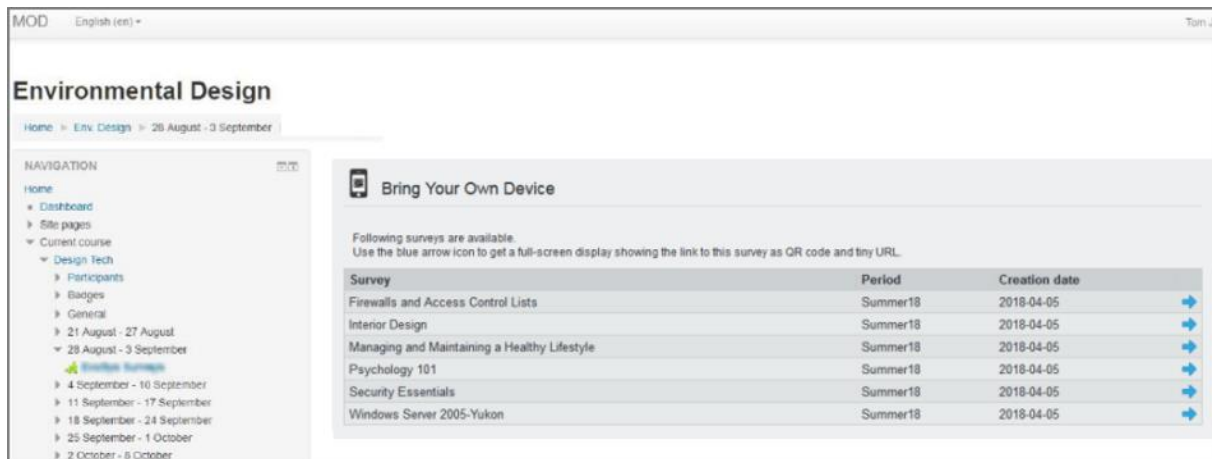 MOD English (en)
Tom J
Environmental Design
Home Env. Design 28 August - 3 September
NAVIGATION
Home
Dashboard
Site pages
Current course
Design Tech
Participants
Badges
General
21 August - 27 August
28 August - 3 September
4 September - 10 September
11 September - 17 September
18 September - 24 September
25 September - 1 October
2 October - 8 October
Bring Your Own Device
Following surveys are available.
Use the blue arrow icon to get a full-screen display showing the link to this survey as QR code and tiny URL.
Survey Period Creation date
Firewalls and Access Control Lists Summer18 2018-04-05
Interior Design Summer18 2018-04-05
Managing and Maintaining a Healthy Lifestyle Summer18 2018-04-05
Psychology 101 Summer18 2018-04-05
Security Essentials Summer18 2018-04-05
Windows Server 2005-Yukon Summer18 2018-04-05